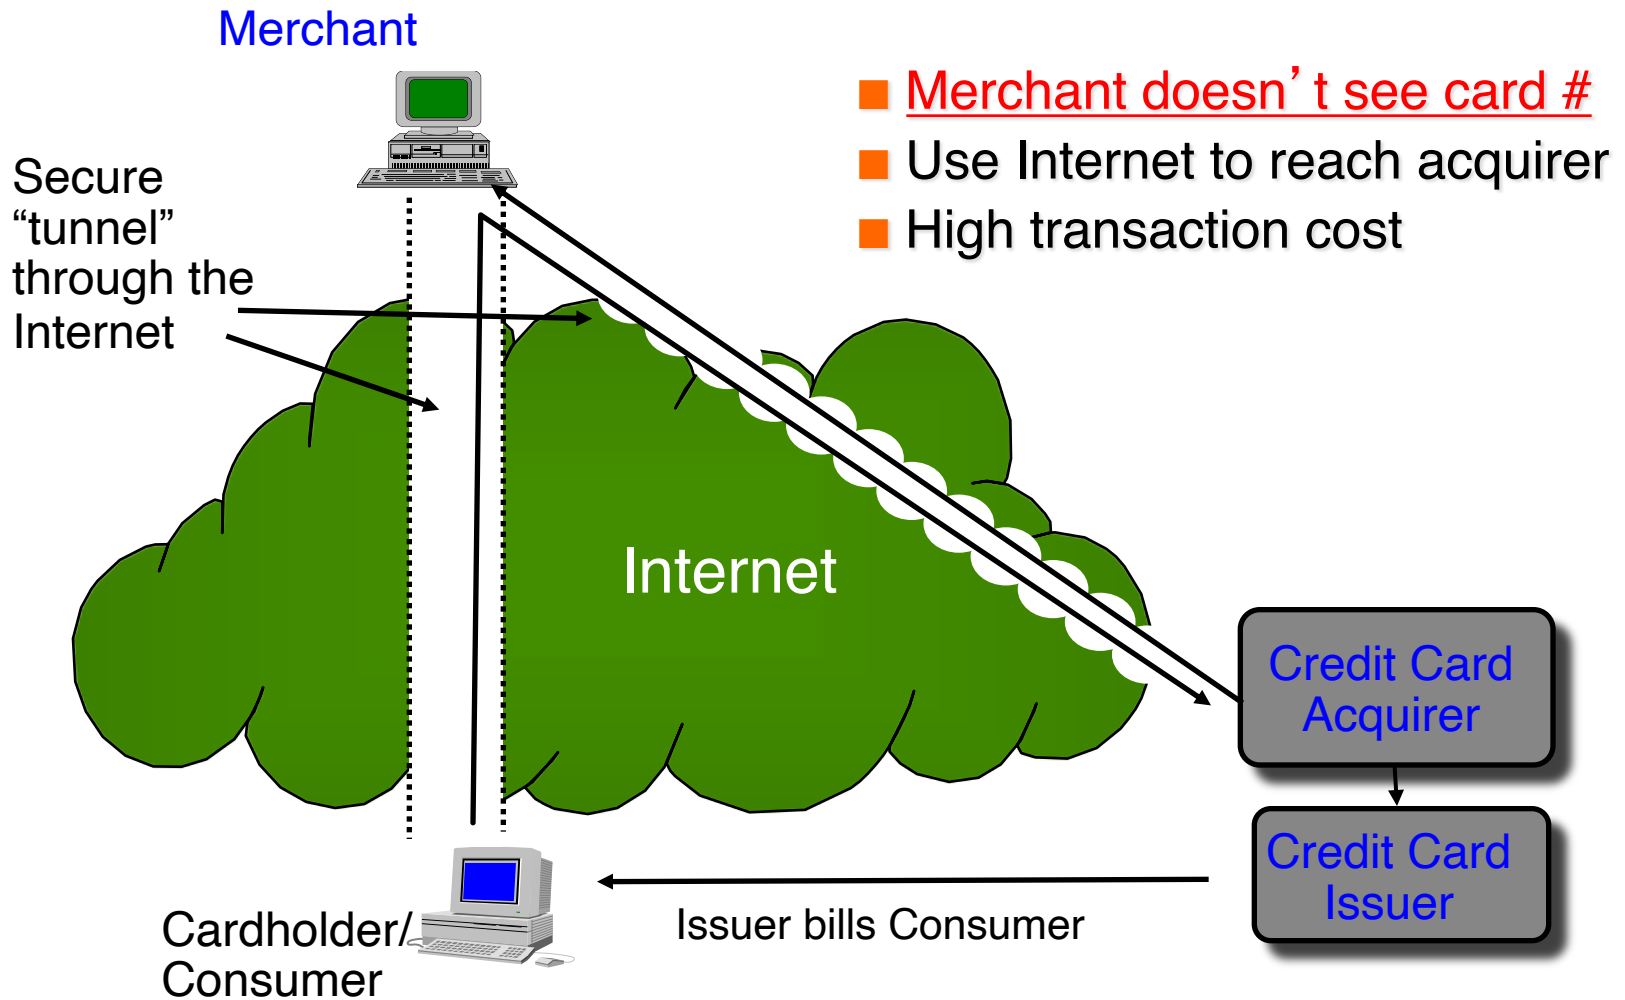 Merchant
Merchant doesn’t see card #
Use Internet to reach acquirer
High transaction cost
Secure
“tunnel”
through the
Internet
Internet
Credit Card
Acquirer
Credit Card
Issuer
Issuer bills Consumer
Cardholder/
Consumer